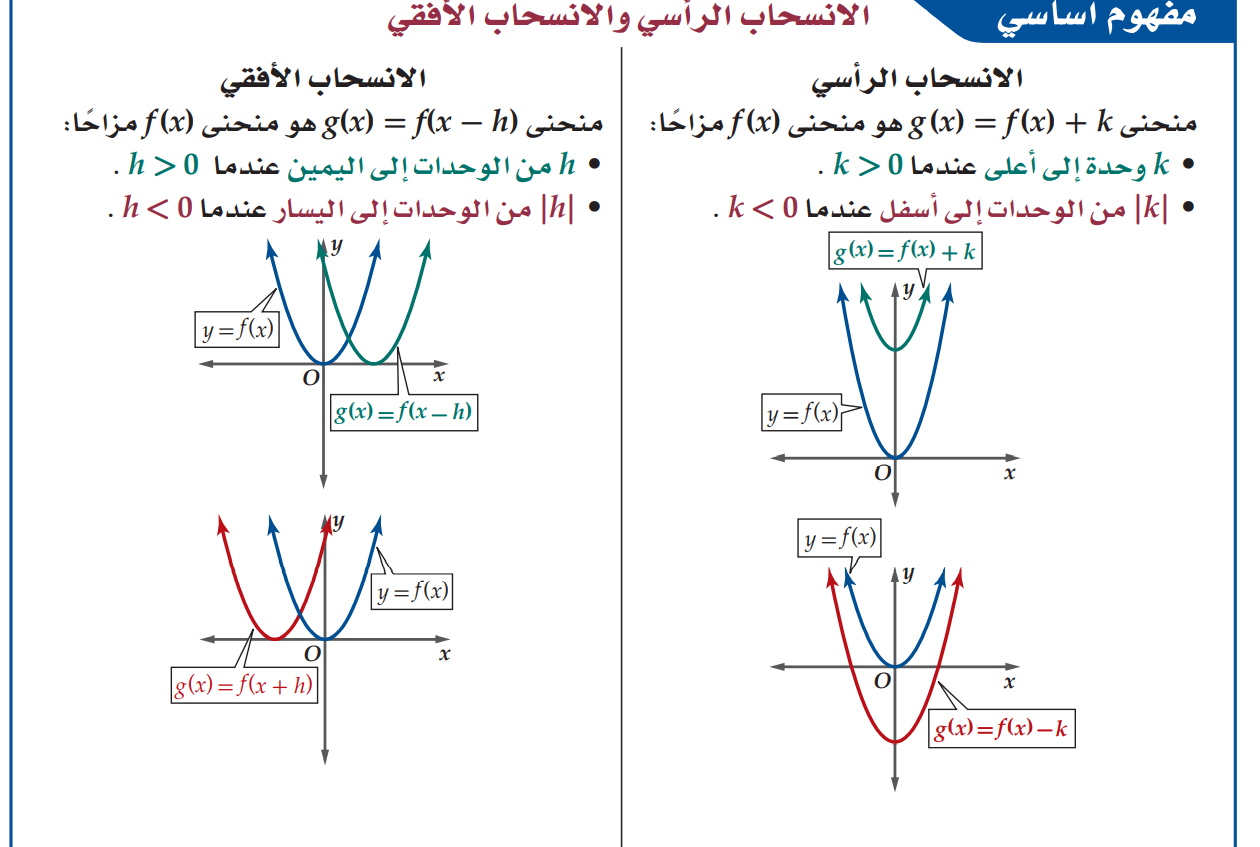 مفهوم أساسي
الانسحاب الرأسي والانسحاب الأفقي
الانسحاب الرأسي
منحنى g(x) = f(x) + k هو منحنى f(x) مزاحًا:
• k وحدة إلى أعلى عندما k > 0 .
• |k| من الوحدات إلى أسفل عندما k < 0 .
g(x) = f(x) + k
y
y = f(x)
O
x
y = f(x)
y
O
x
g(x) = f(x) – k
الانسحاب الأفقي
منحنى g(x) = f(x – h) هو منحنى f(x) مزاحًا:
• h من الوحدات إلى اليمين عندما h > 0 .
• |h| من الوحدات إلى اليسار عندما h < 0 .
y
y = f(x)
O
x
g(x) = f(x – h)
y
y = f(x)
O
x
g(x) = f(x + h)